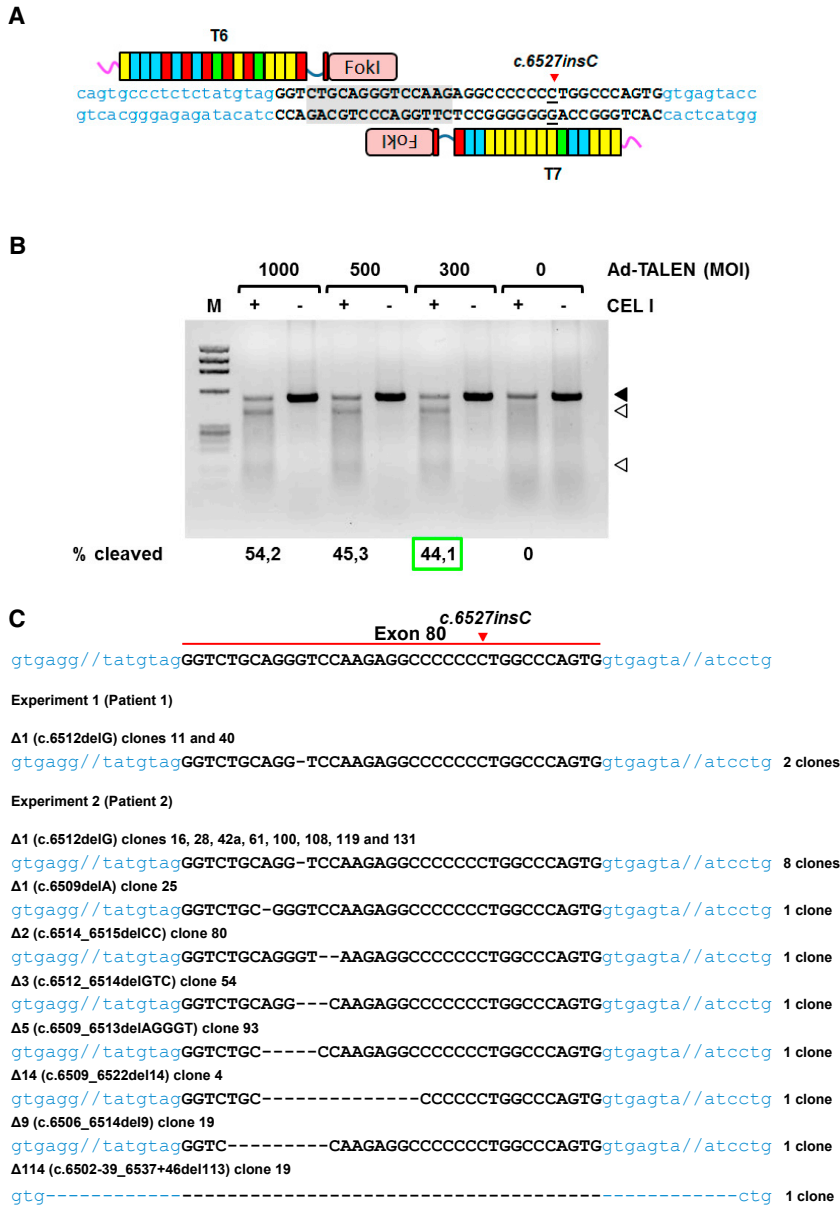 A
T6
FokI
c.6527insC
cagtgccctctctatgtagGGTCTGCAGGGTCCAAGAGGCCCCCCCTGGCCCAGTGgtgagtacc
gtcacgggagagatacatcCCAGACGTCCCAGGTTCTCCGGGGGGGACCGGGTCACcactcatgg
FokI
T7
B
1000 500 300 0 Ad-TALEN (MOI)
M + - + - + - + - CEL I
% cleaved 54,2 45,3 44,1 0
C
c.6527insC
Exon 80
gtgagg//tatgtagGGTCTGCAGGGTCCAAGAGGCCCCCCCTGGCCCAGTGgtgagta//atcctg
Experiment 1 (Patient 1)
Δ1 (c.6512delG) clones 11 and 40
gtgagg//tatgtagGGTCTGCAGG-TCCAAGAGGCCCCCCCTGGCCCAGTGgtgagta//atcctg 2 clones
Experiment 2 (Patient 2)
Δ1 (c.6512delG) clones 16, 28, 42a, 61, 100, 108, 119 and 131
gtgagg//tatgtagGGTCTGCAGG-TCCAAGAGGCCCCCCCTGGCCCAGTGgtgagta//atcctg 8 clones
Δ1 (c.6509delA) clone 25
gtgagg//tatgtagGGTCTGC-GGGTCCAAGAGGCCCCCCCTGGCCCAGTGgtgagta//atcctg 1 clone
Δ2 (c.6514_6515delCC) clone 80
gtgagg//tatgtagGGTCTGCAGGGT--AAGAGGCCCCCCCTGGCCCAGTGgtgagta//atcctg 1 clone
Δ3 (c.6512_6514delGTC) clone 54
gtgagg//tatgtagGGTCTGCAGG---CAAGAGGCCCCCCCTGGCCCAGTGgtgagta//atcctg 1 clone
Δ5 (c.6509_6513delAGGGT) clone 93
gtgagg//tatgtagGGTCTGC-----CCAAGAGGCCCCCCCTGGCCCAGTGgtgagta//atcctg 1 clone
Δ14 (c.6509_6522del14) clone 4
gtgagg//tatgtagGGTCTGC--------------CCCCCCTGGCCCAGTGgtgagta//atcctg 1 clone
Δ9 (c.6506_6514del9) clone 19
gtgagg//tatgtagGGTC---------CAAGAGGCCCCCCCTGGCCCAGTGgtgagta//atcctg 1 clone
Δ114 (c.6502-39_6537+46del113) clone 19
gtg------------------------------------------------------------ctg 1 clone